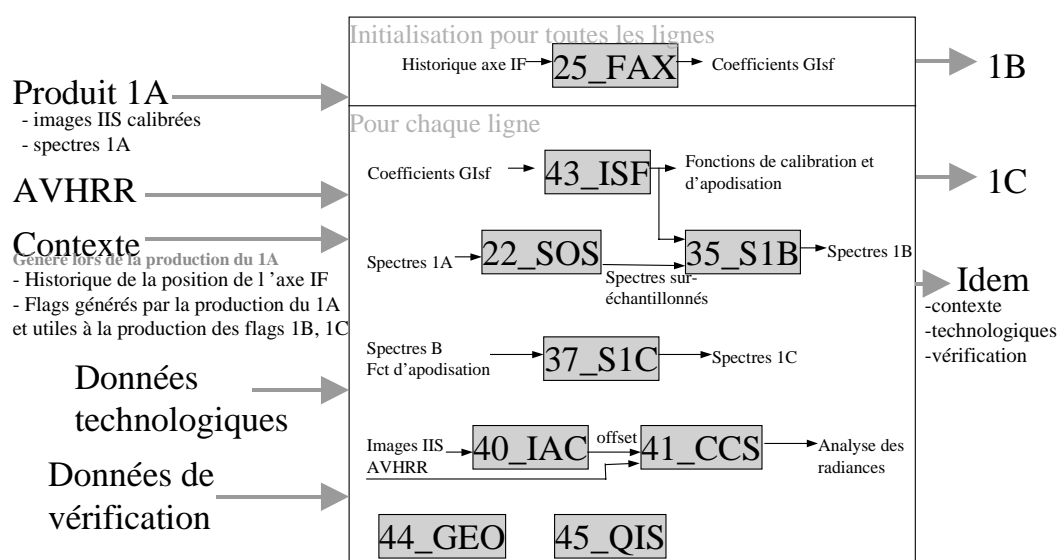 Initialisation pour toutes les lignes
Historique axe IF
25_FAX
Coefficients GIsf
1B
Produit 1A
- images IIS calibrées
- spectres 1A
Pour chaque ligne
Coefficients GIsf
43_ISF
Fonctions de calibration et
d'apodisation
1C
AVHRR
Contexte
Généré lors de la production du 1A
- Historique de la position de l 'axe IF
- Flags générés par la production du 1A
et utiles à la production des flags 1B, 1C
Spectres 1A
22_SOS
Spectres sur-
échantillonnés
35_S1B
Spectres 1B
Idem
-contexte
-technologiques
-vérification
Spectres B
Fct d'apodisation
37_S1C
Spectres 1C
Données
technologiques
Images IIS
AVHRR
40_IAC
offset
41_CCS
Analyse des
radiances
Données de
vérification
44_GEO
45_QIS